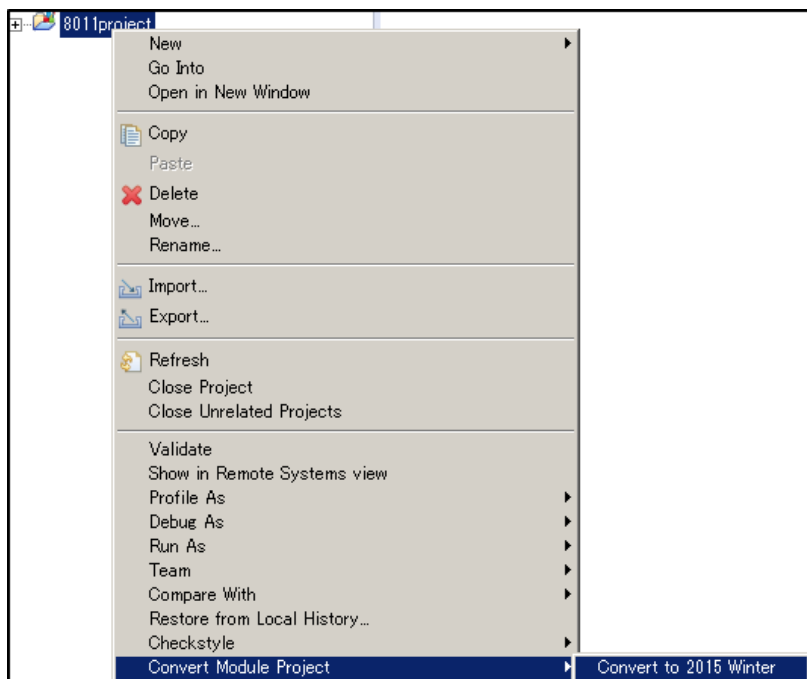 8011project
New
Go Into
Open in New Window
Copy
Paste
Delete
Move...
Rename...
Import...
Export...
Refresh
Close Project
Close Unrelated Projects
Validate
Show in Remote Systems view
Profile As
Debug As
Run As
Team
Compare With
Restore from Local History...
Checkstyle
Convert Module Project Convert to 2015 Winter